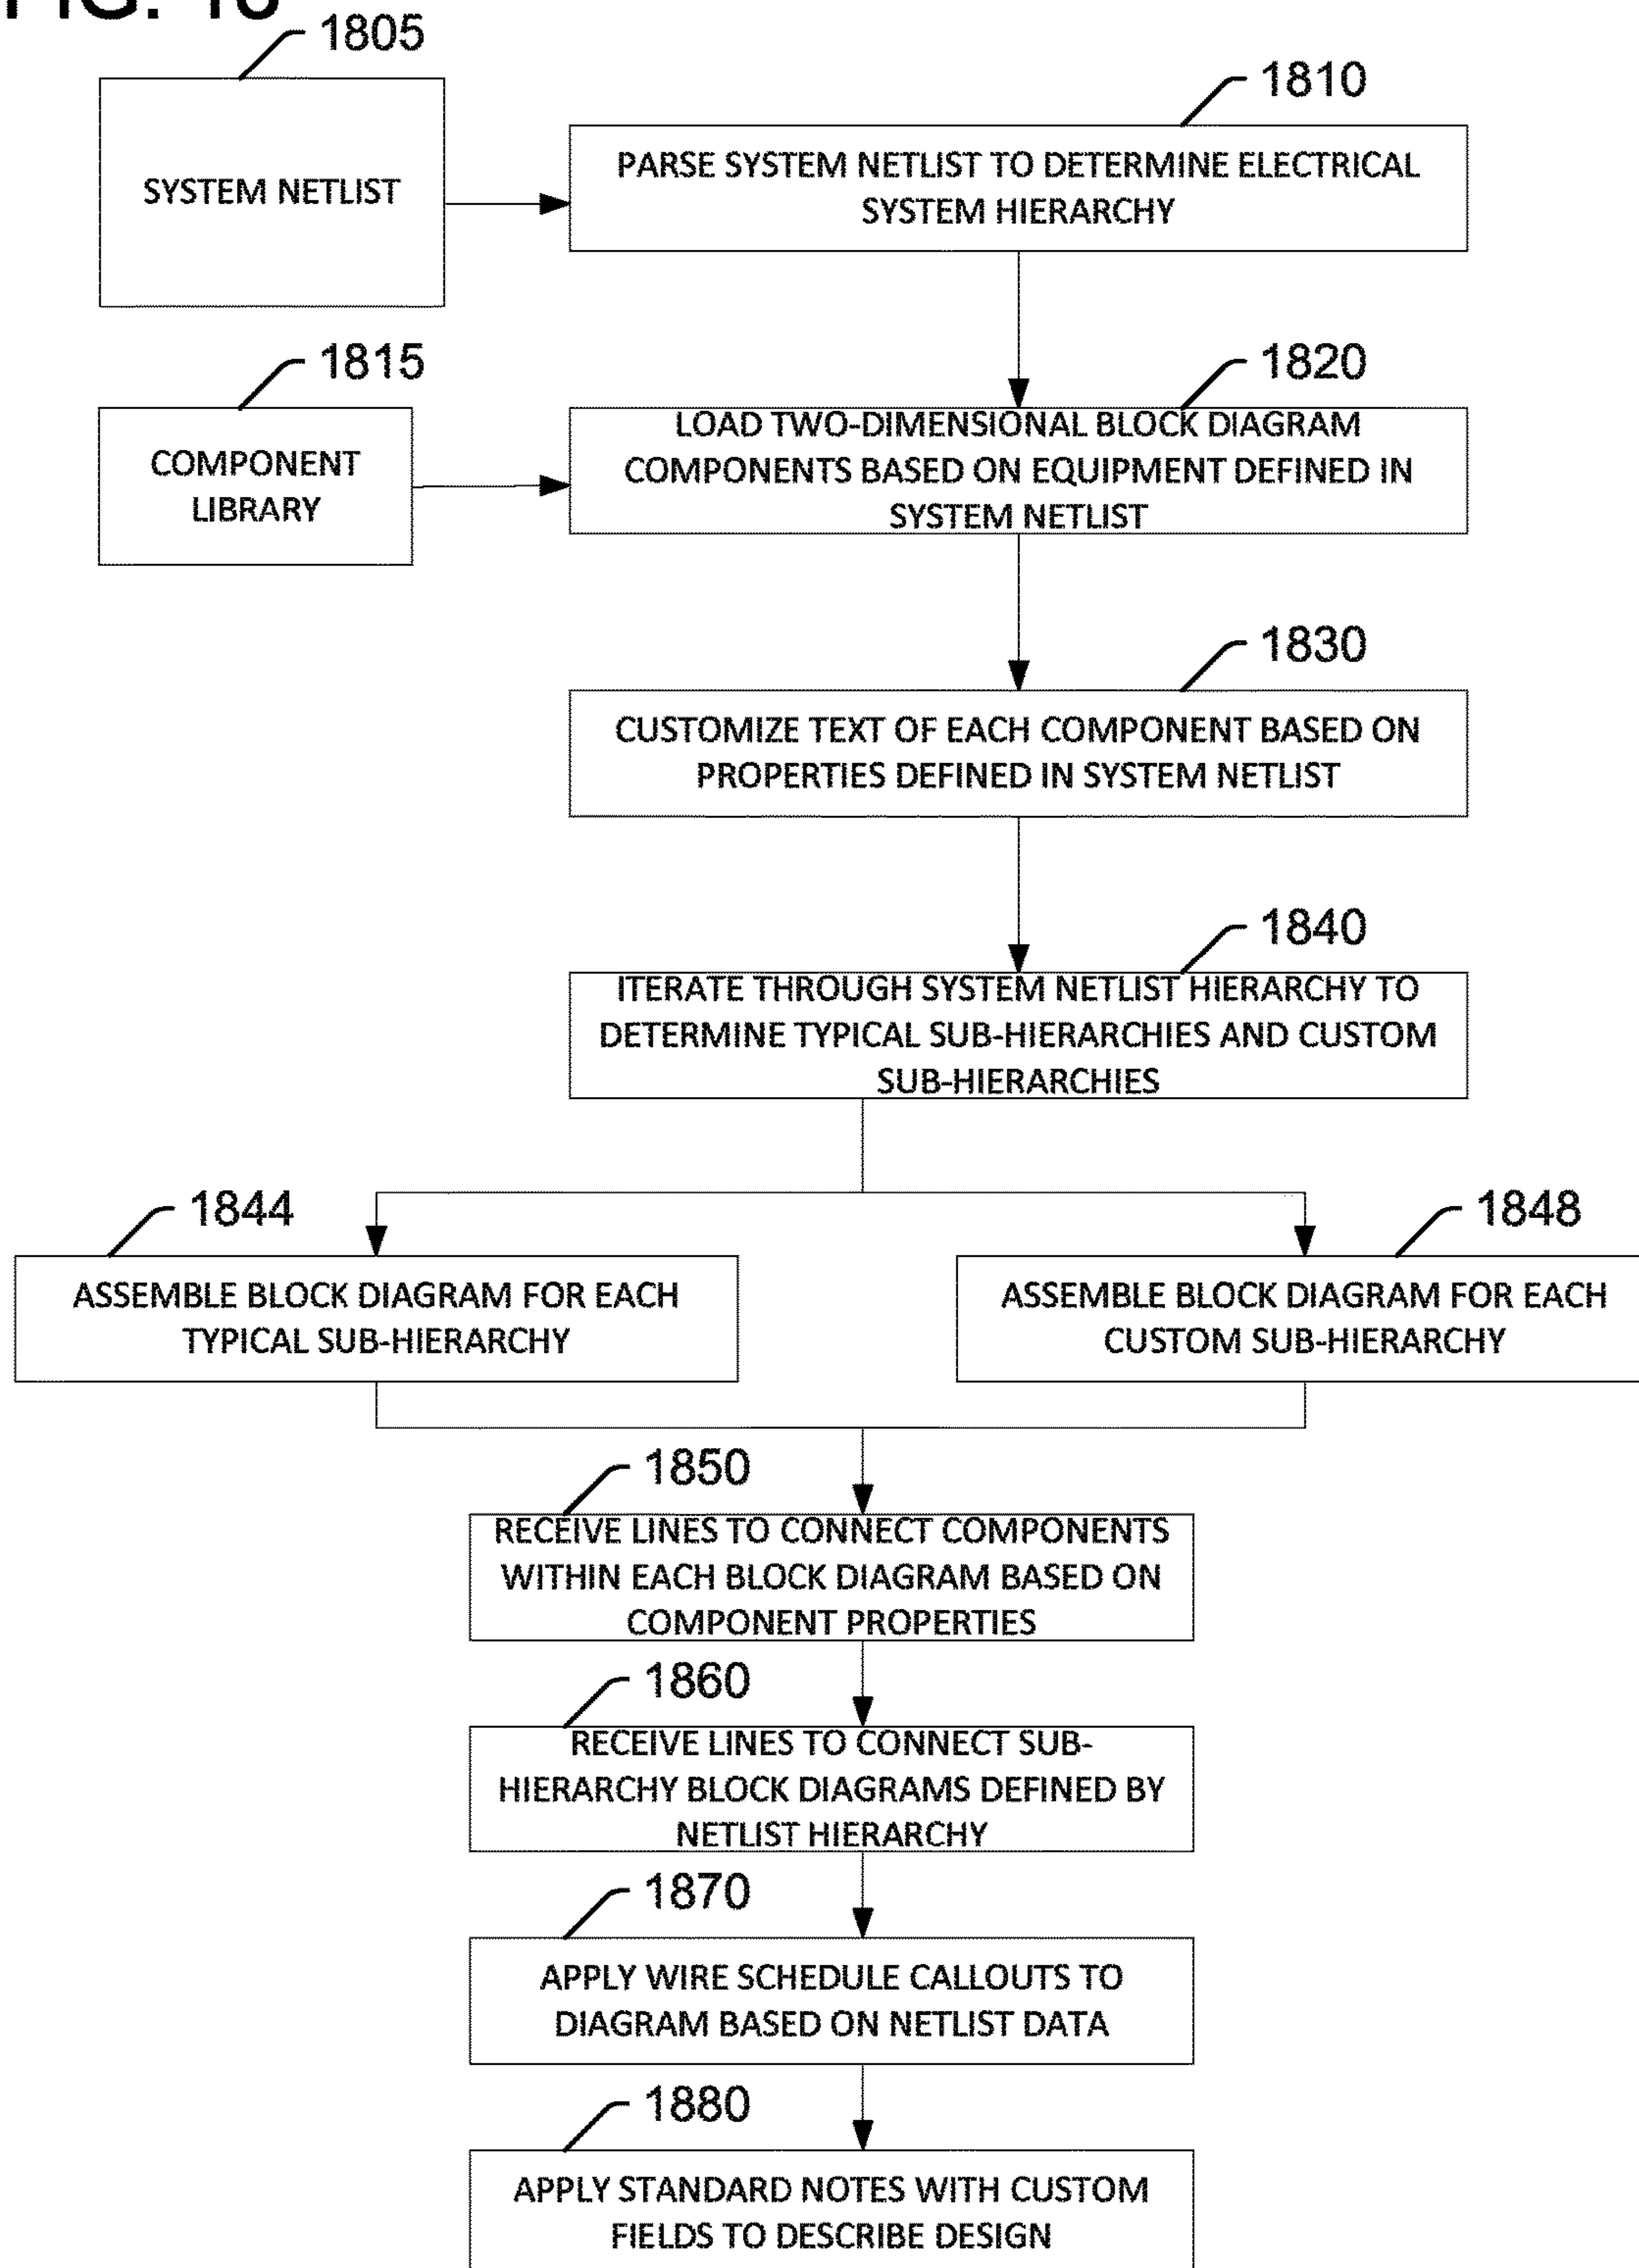 FIG. 18
1805
1810
SYSTEM NETLIST
PARSE SYSTEM NETLIST TO DETERMINE ELECTRICAL
SYSTEM HIERARCHY
1815
1820
COMPONENT
LIBRARY
LOAD TWO-DIMENSIONAL BLOCK DIAGRAM
COMPONENTS BASED ON EQUIPMENT DEFINED IN
SYSTEM NETLIST
1830
CUSTOMIZE TEXT OF EACH COMPONENT BASED ON
PROPERTIES DEFINED IN SYSTEM NETLIST
1840
ITERATE THROUGH SYSTEM NETLIST HIERARCHY TO
DETERMINE TYPICAL SUB-HIERARCHIES AND CUSTOM
SUB-HIERARCHIES
1844
1848
ASSEMBLE BLOCK DIAGRAM FOR EACH
TYPICAL SUB-HIERARCHY
ASSEMBLE BLOCK DIAGRAM FOR EACH
CUSTOM SUB-HIERARCHY
1850
RECEIVE LINES TO CONNECT COMPONENTS
WITHIN EACH BLOCK DIAGRAM BASED ON
COMPONENT PROPERTIES
1860
RECEIVE LINES TO CONNECT SUB-
HIERARCHY BLOCK DIAGRAMS DEFINED BY
NETLIST HIERARCHY
1870
APPLY WIRE SCHEDULE CALLOUTS TO
DIAGRAM BASED ON NETLIST DATA
1880
APPLY STANDARD NOTES WITH CUSTOM
FIELDS TO DESCRIBE DESIGN